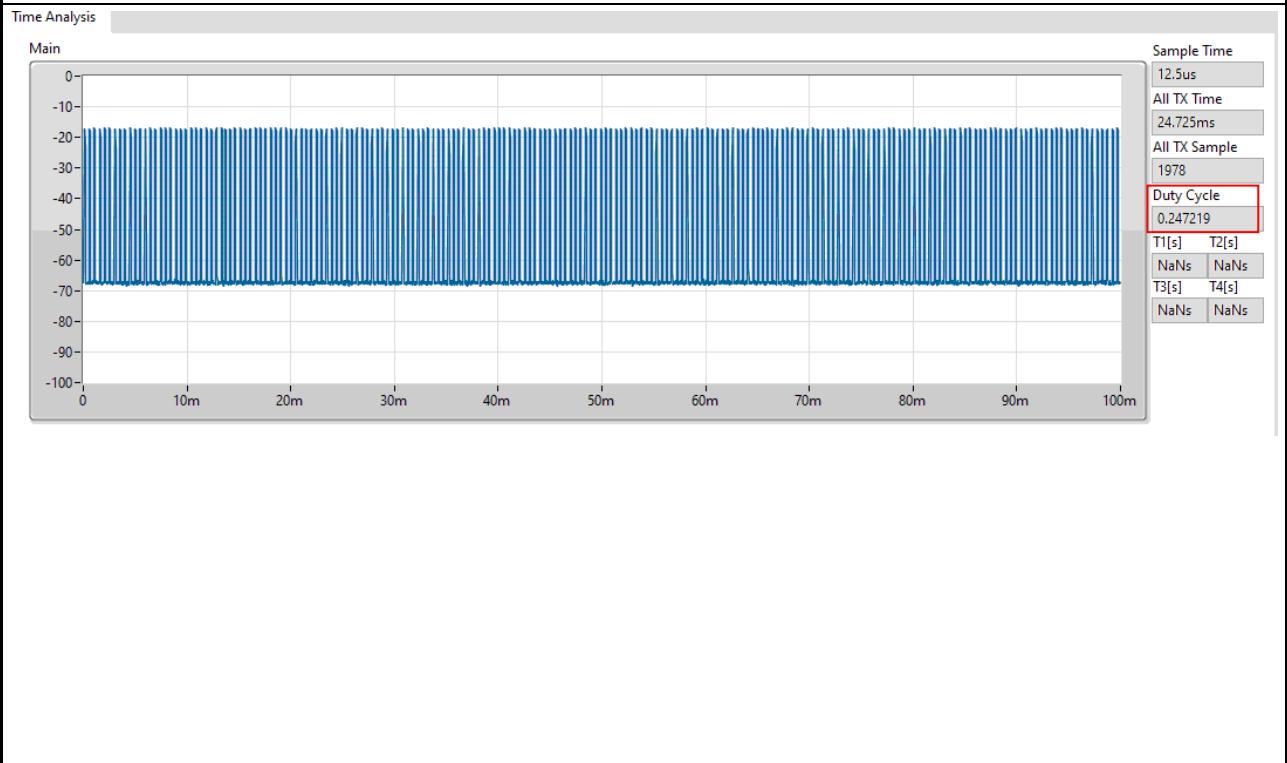 Time Analysis
Main
0
-10
-20
-30
-40
-50
-60
-70
-80
-90
-100
0 10m 20m 30m 40m 50m 60m 70m 80m 90m 100m
Sample Time
12.5us
All TX Time
24.725ms
All TX Sample
1978
Duty Cycle
0.247219
T1[s] T2[s]
NaNs NaNs
T3[s] T4[s]
NaNs NaNs